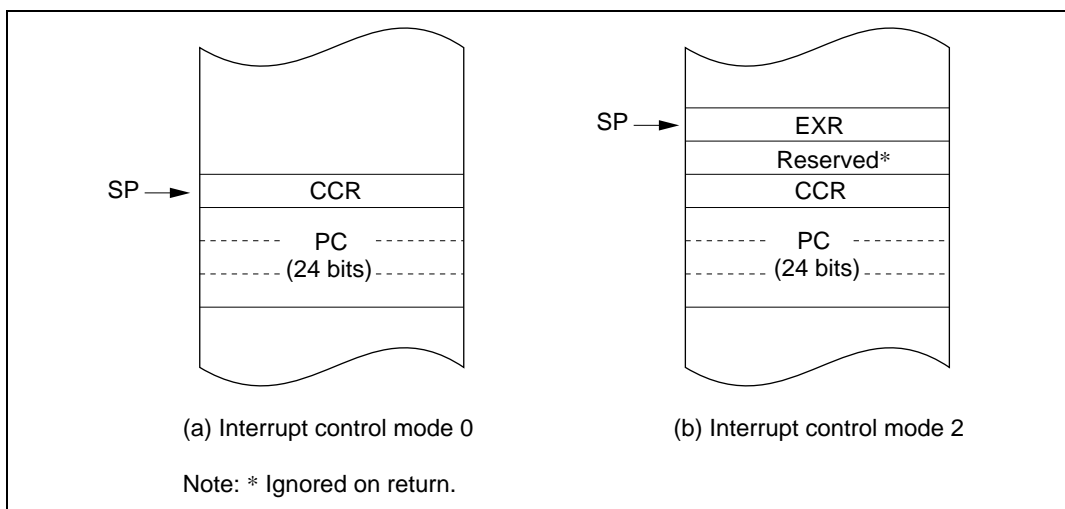 SP
CCR
PC
(24 bits)
(a) Interrupt control mode 0
SP
EXR
Reserved*
CCR
PC
(24 bits)
(b) Interrupt control mode 2
Note: * Ignored on return.